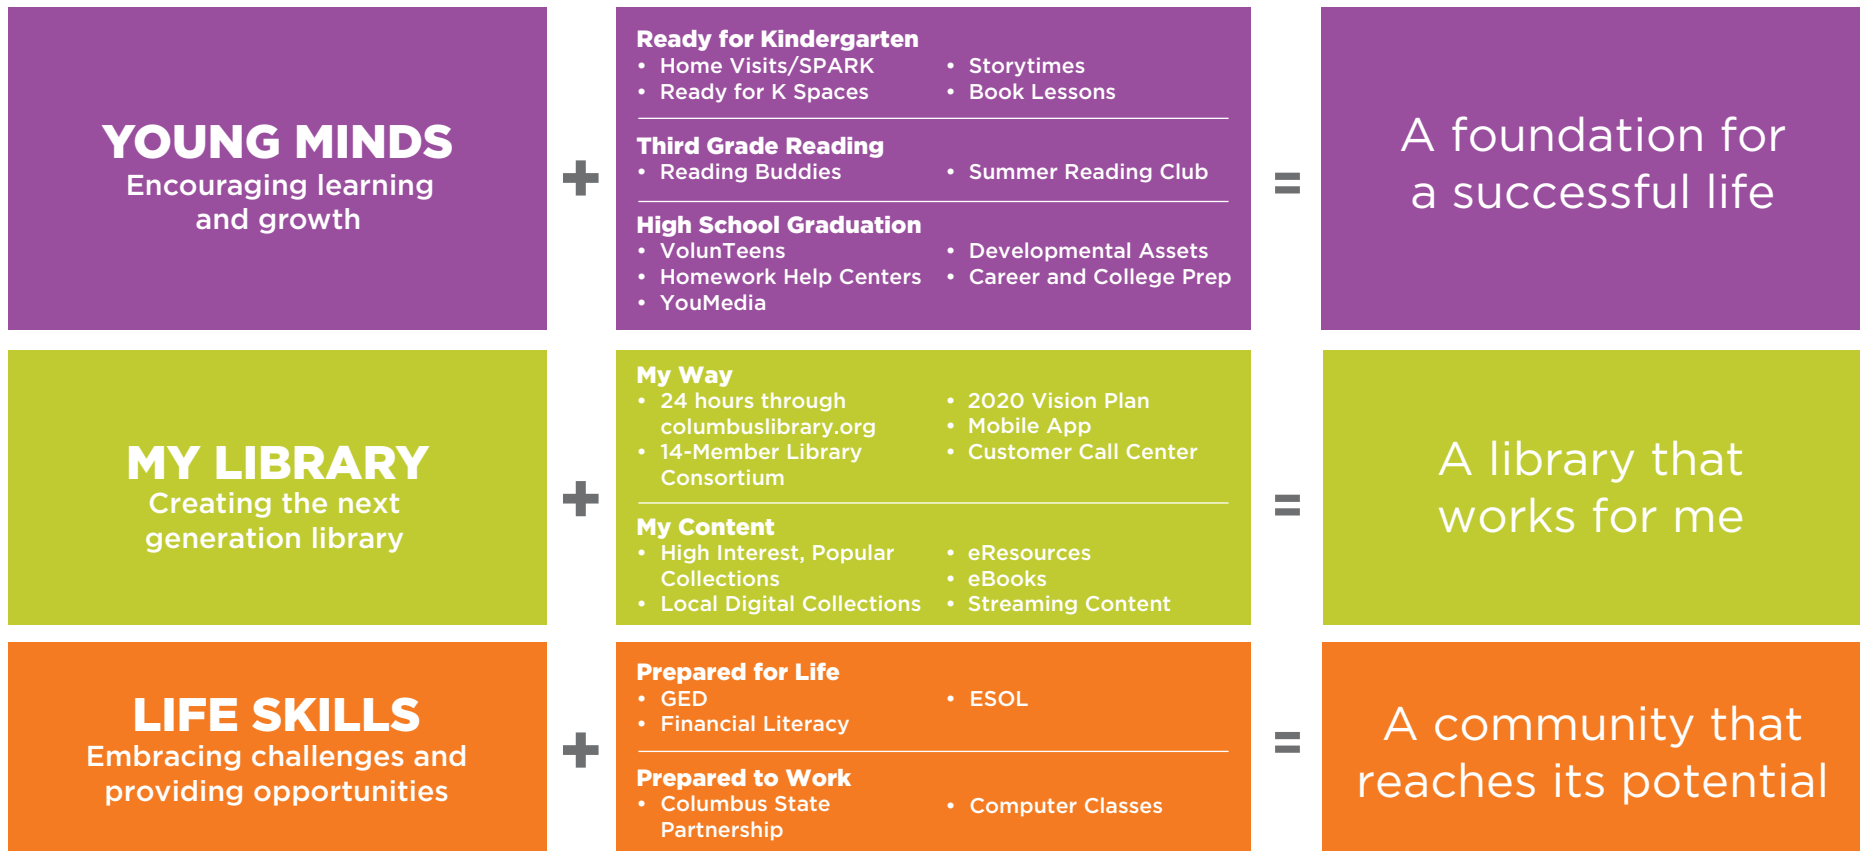 YOUNG MINDS
Encouraging learning
and growth
+
Ready for Kindergarten
• Home Visits/SPARK
• Ready for K Spaces
• Storytimes
• Book Lessons
Third Grade Reading
• Reading Buddies
• Summer Reading Club
High School Graduation
• VolunTeens
• Homework Help Centers
• YouMedia
• Developmental Assets
• Career and College Prep
=
A foundation for
a successful life
MY LIBRARY
Creating the next
generation library
+
My Way
• 24 hours through
columbuslibrary.org
• 14-Member Library
Consortium
• 2020 Vision Plan
• Mobile App
• Customer Call Center
My Content
• High Interest, Popular
Collections
• Local Digital Collections
• eResources
• eBooks
• Streaming Content
=
A library that
works for me
LIFE SKILLS
Embracing challenges and
providing opportunities
+
Prepared for Life
• GED
• Financial Literacy
• ESOL
Prepared to Work
• Columbus State
Partnership
• Computer Classes
=
A community that
reaches its potential